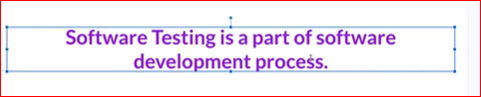 Software Testing is a part of software
development process.